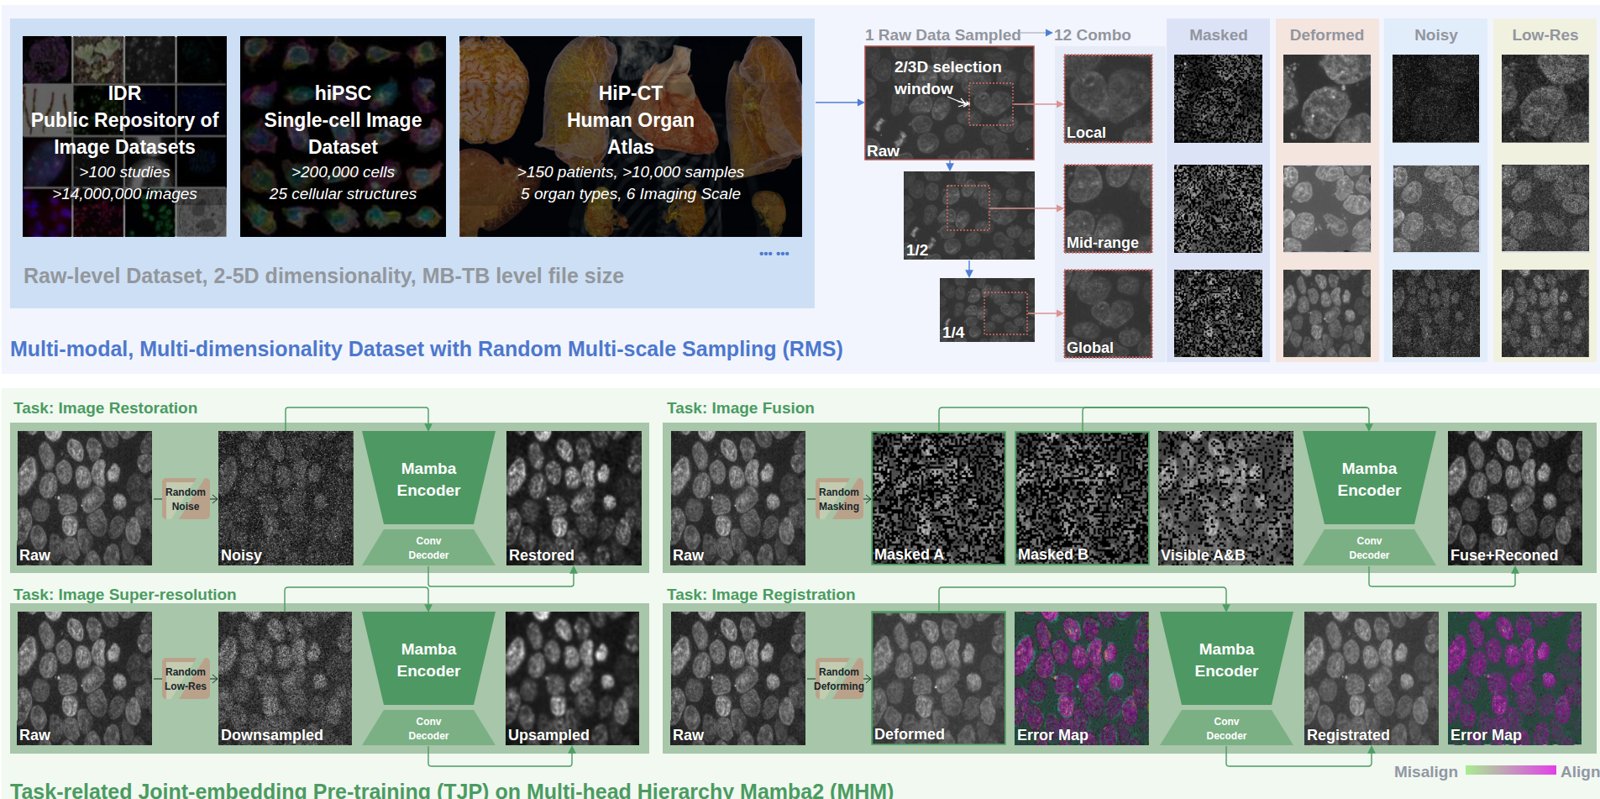 IDR
Public Repository of
Image Datasets
>100 studies
>14,000,000 images
hiPSC
Single-cell Image
Dataset
>200,000 cells
25 cellular structures
HiP-CT
Human Organ
Atlas
>150 patients, >10,000 samples
5 organ types, 6 Imaging Scale
... ...
Raw-level Dataset, 2-5D dimensionality, MB-TB level file size
Multi-modal, Multi-dimensionality Dataset with Random Multi-scale Sampling (RMS)
1 Raw Data Sampled
12 Combo
Masked
Deformed
Noisy
Low-Res
2/3D selection
window
Raw
Local
1/2
Mid-range
1/4
Global
Task: Image Restoration
Raw
Random
Noise
Noisy
Mamba
Encoder
Conv
Decoder
Restored
Task: Image Fusion
Raw
Random
Masking
Masked A
Masked B
Visible A&B
Mamba
Encoder
Conv
Decoder
Fuse+Reconed
Task: Image Super-resolution
Raw
Random
Low-Res
Downsampled
Mamba
Encoder
Conv
Decoder
Upsampled
Task: Image Registration
Raw
Random
Deforming
Deformed
Error Map
Mamba
Encoder
Conv
Decoder
Registrated
Error Map
Misalign
Align
Task-related Joint-embedding Pre-training (TJP) on Multi-head Hierarchy Mamba2 (MHM)